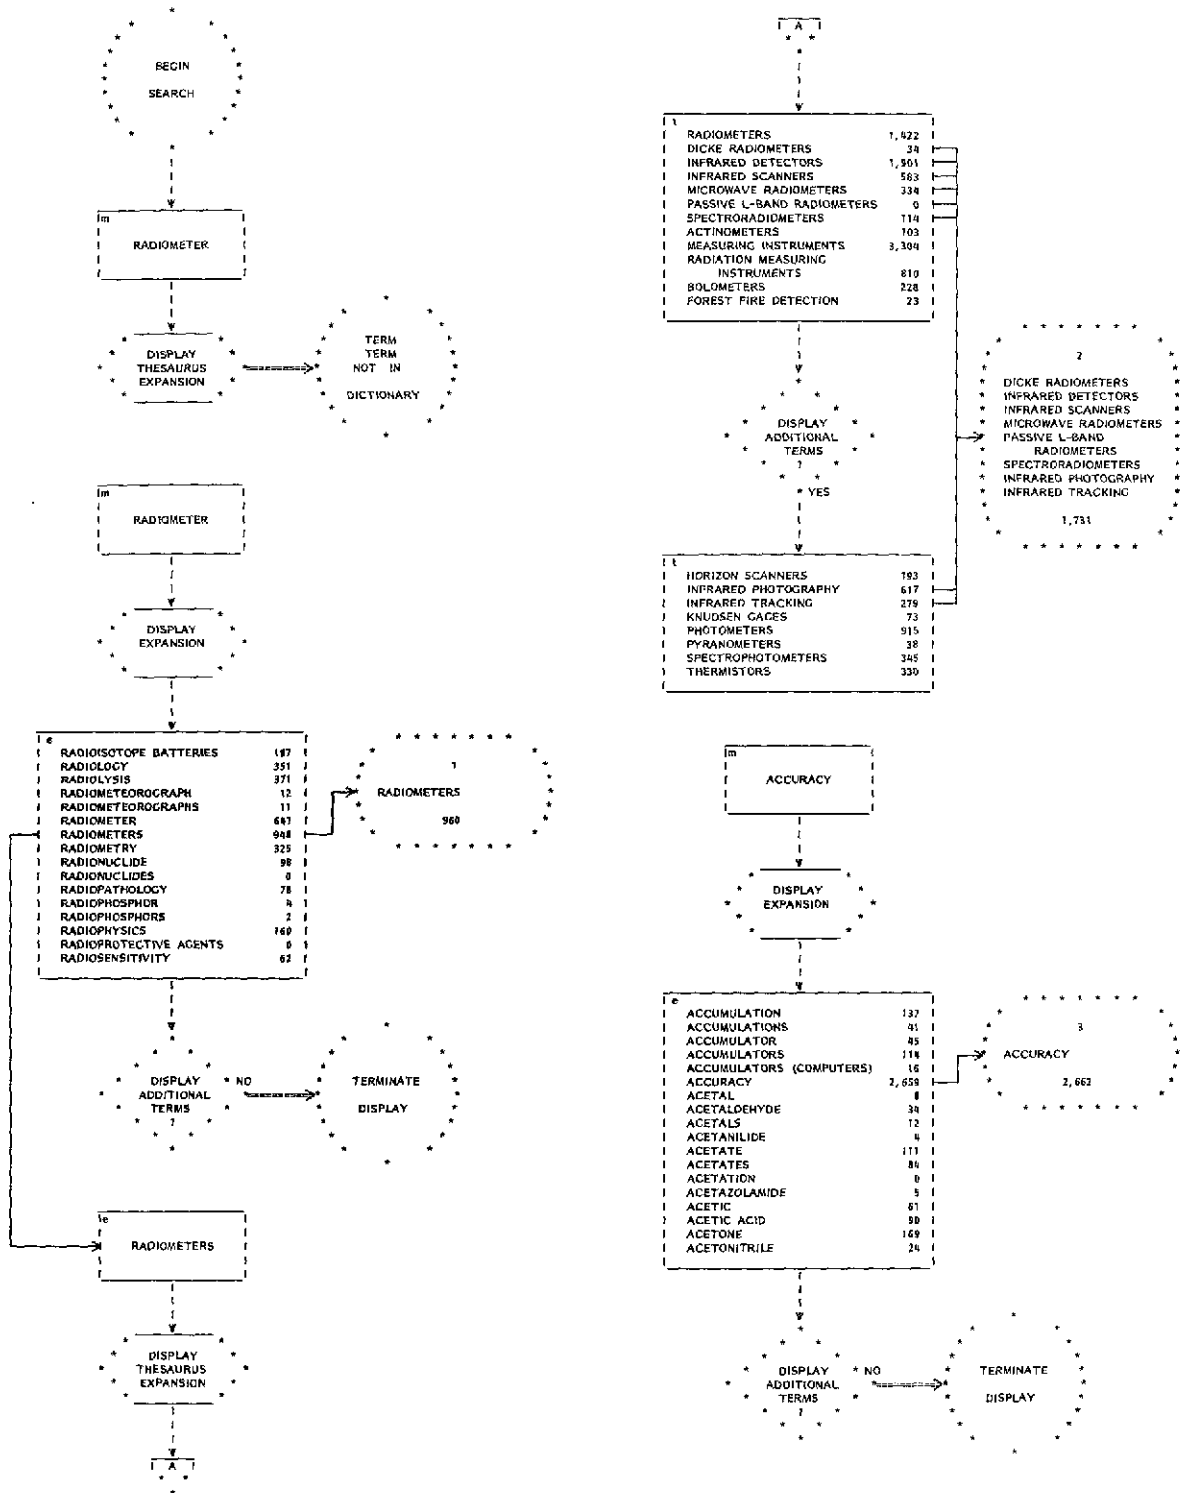 BEGIN
SEARCH
m
RADIOMETER
DISPLAY
THESAURUS
EXPANSION
TERM
TERM
NOT IN
DICTIONARY
m
RADIOMETER
DISPLAY
EXPANSION
e
RADIOISOTOPE BATTERIES
RADIOLOGY 351
RADIOLYSIS 371
RADIOMETEOROGRAPH 12
RADIOMETEOROGRAPHS 11
RADIOMETER
RADIOMETERS 948
RADIOMETRY 325
RADIONUCLIDE 98
RADIONUCLIDES 0
RADIOPATHOLOGY 78
RADIOPHOSPHOR 4
RADIOPHOSPHORS 2
RADIOPHYSICS 160
RADIOPROTECTIVE AGENTS 0
RADIOSENSITIVITY 62
1
RADIOMETERS
960
DISPLAY
ADDITIONAL
TERMS
?
NO
TERMINATE
DISPLAY
e
RADIOMETERS
DISPLAY
THESAURUS
EXPANSION
A
A
t
RADIOMETERS 1,422
DICKE RADIOMETERS 34
INFRARED DETECTORS
INFRARED SCANNERS 583
MICROWAVE RADIOMETERS 334
PASSIVE L-BAND RADIOMETERS 0
SPECTRORADIOMETERS 114
ACTINOMETERS 103
MEASURING INSTRUMENTS 3,304
RADIATION MEASURING
INSTRUMENTS 810
BOLOMETERS 228
FOREST FIRE DETECTION 23
DISPLAY
ADDITIONAL
TERMS
?
YES
t
HORIZON SCANNERS 193
INFRARED PHOTOGRAPHY 617
INFRARED TRACKING 279
KNUDSEN GAGES 73
PHOTOMETERS 915
PYRANOMETERS 38
SPECTROPHOTOMETERS 345
THERMISTORS 330
2
DICKE RADIOMETERS
INFRARED DETECTORS
INFRARED SCANNERS
MICROWAVE RADIOMETERS
PASSIVE L-BAND
RADIOMETERS
SPECTRORADIOMETERS
INFRARED PHOTOGRAPHY
INFRARED TRACKING
1,731
m
ACCURACY
DISPLAY
EXPANSION
e
ACCUMULATION 137
ACCUMULATIONS 41
ACCUMULATOR 45
ACCUMULATORS 114
ACCUMULATORS (COMPUTERS) 16
ACCURACY 2,659
ACETAL 8
ACETALDEHYDE 34
ACETALS 12
ACETANILIDE 4
ACETATE 111
ACETATES 84
ACETATION 0
ACETAZOLAMIDE 5
ACETIC 61
ACETIC ACID 90
ACETONE 169
ACETONITRILE 24
3
ACCURACY
2,662
DISPLAY
ADDITIONAL
TERMS
?
NO
TERMINATE
DISPLAY